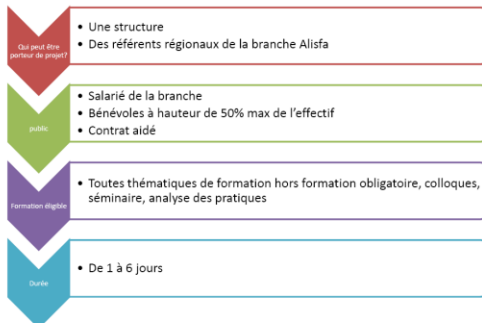 Qui peut être
porteur de projet?
• Une structure
• Des référents régionaux de la branche Alisfa
public
• Salarié de la branche
• Bénévoles à hauteur de 50% max de l'effectif
• Contrat aidé
Formation éligible
• Toutes thématiques de formation hors formation obligatoire, colloques,
séminaire, analyse des pratiques
Durée
• De 1 à 6 jours